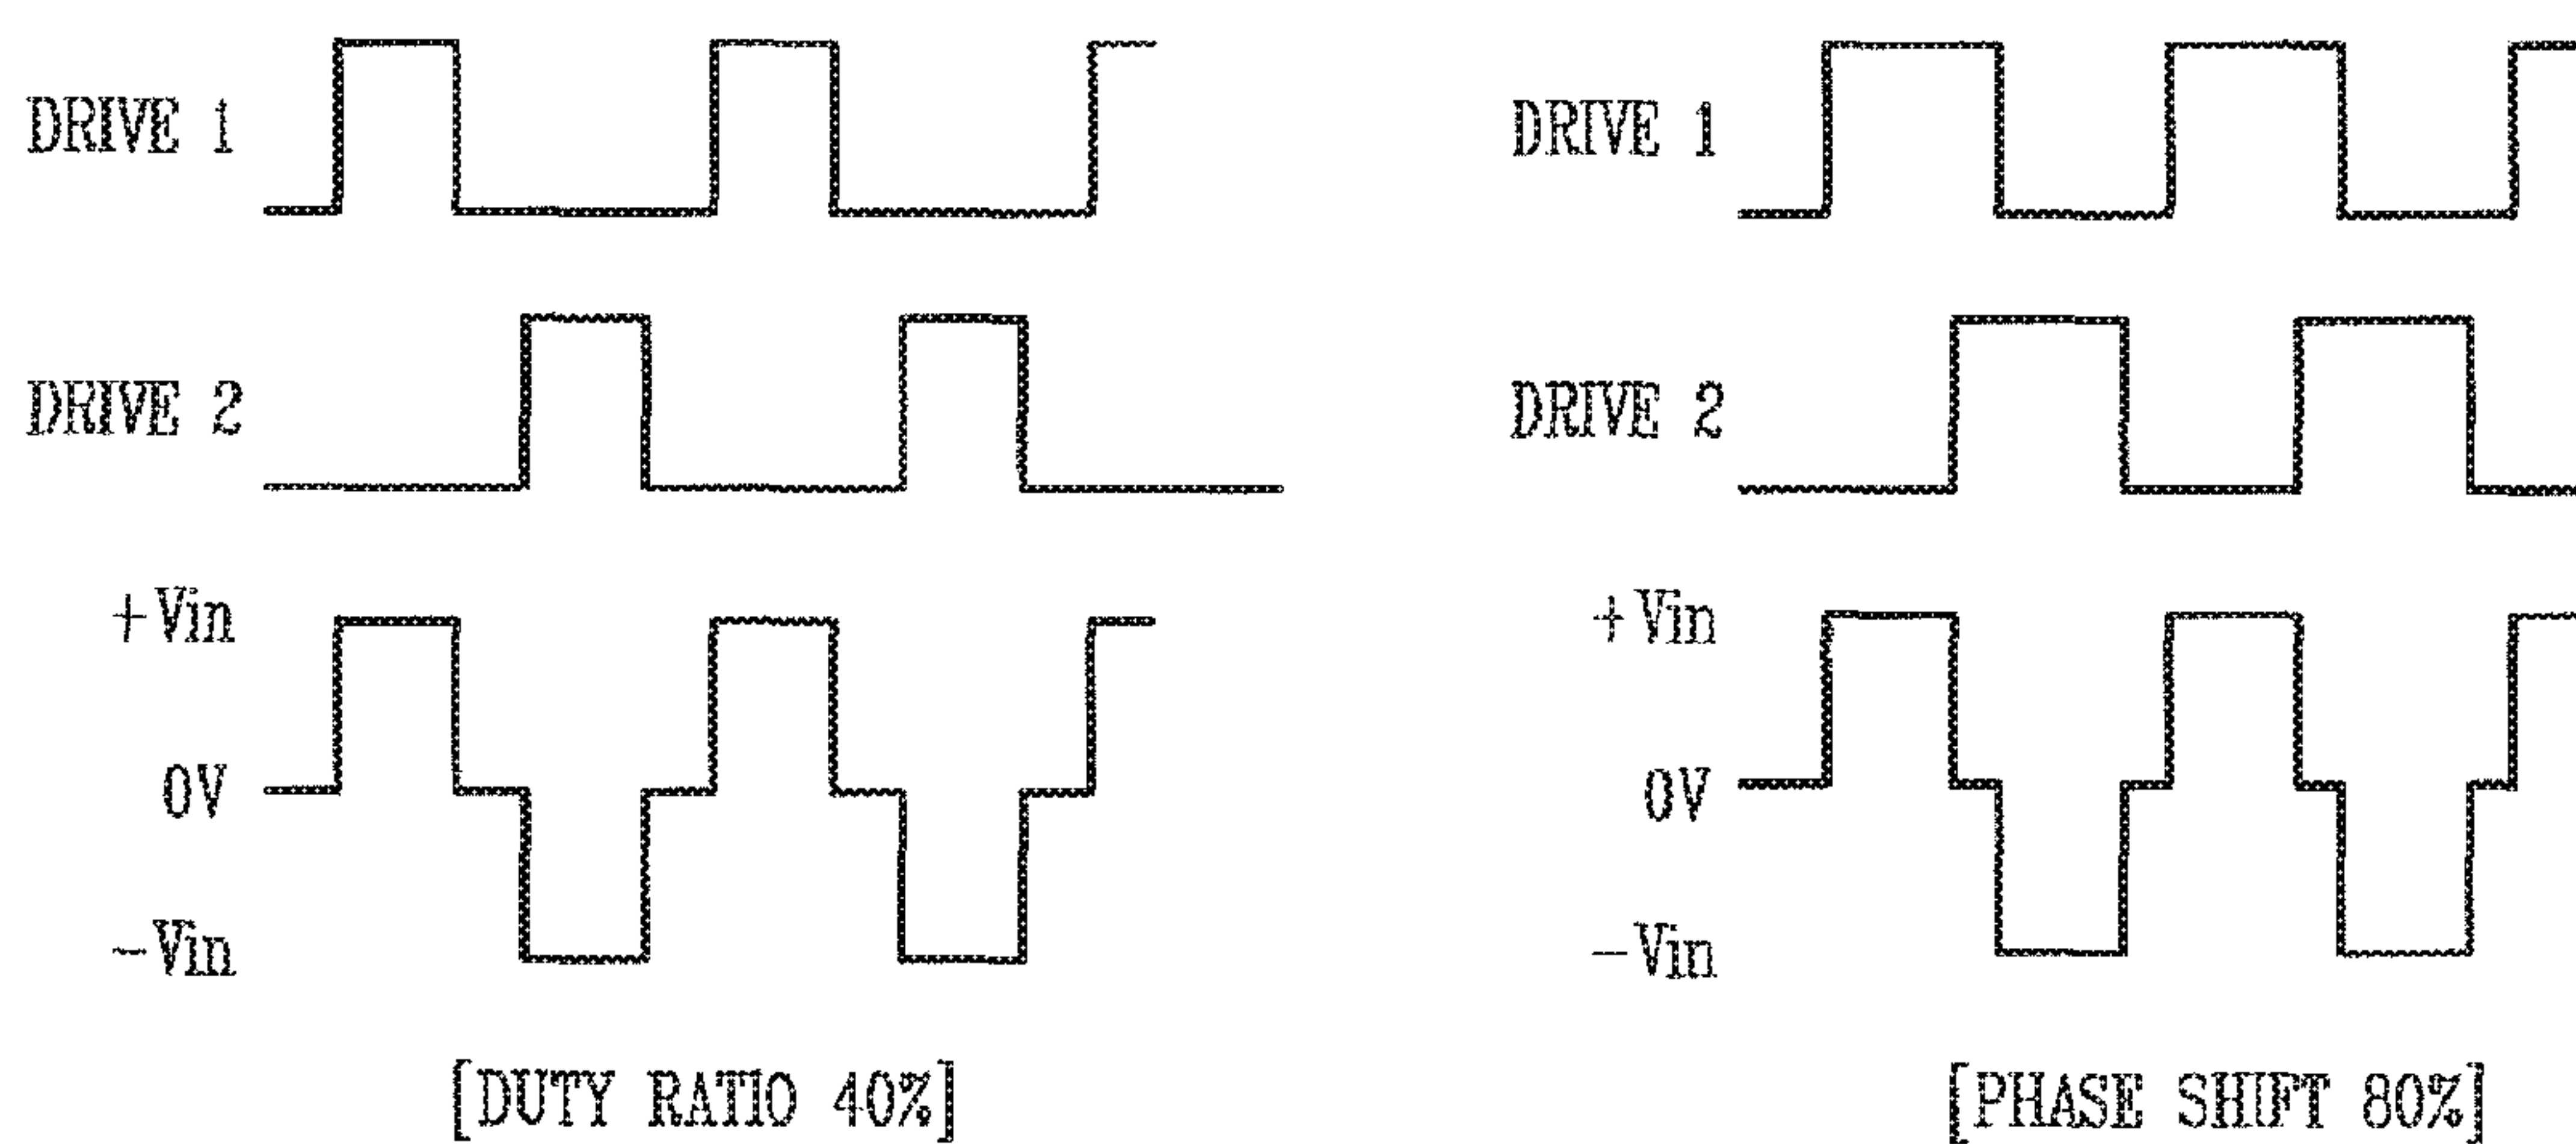 DRIVE 1
DRIVE 2
+Vin
0V
−Vin
[DUTY RATIO 40%]
DRIVE 1
DRIVE 2
+Vin
0V
−Vin
[PHASE SHIFT 80%]